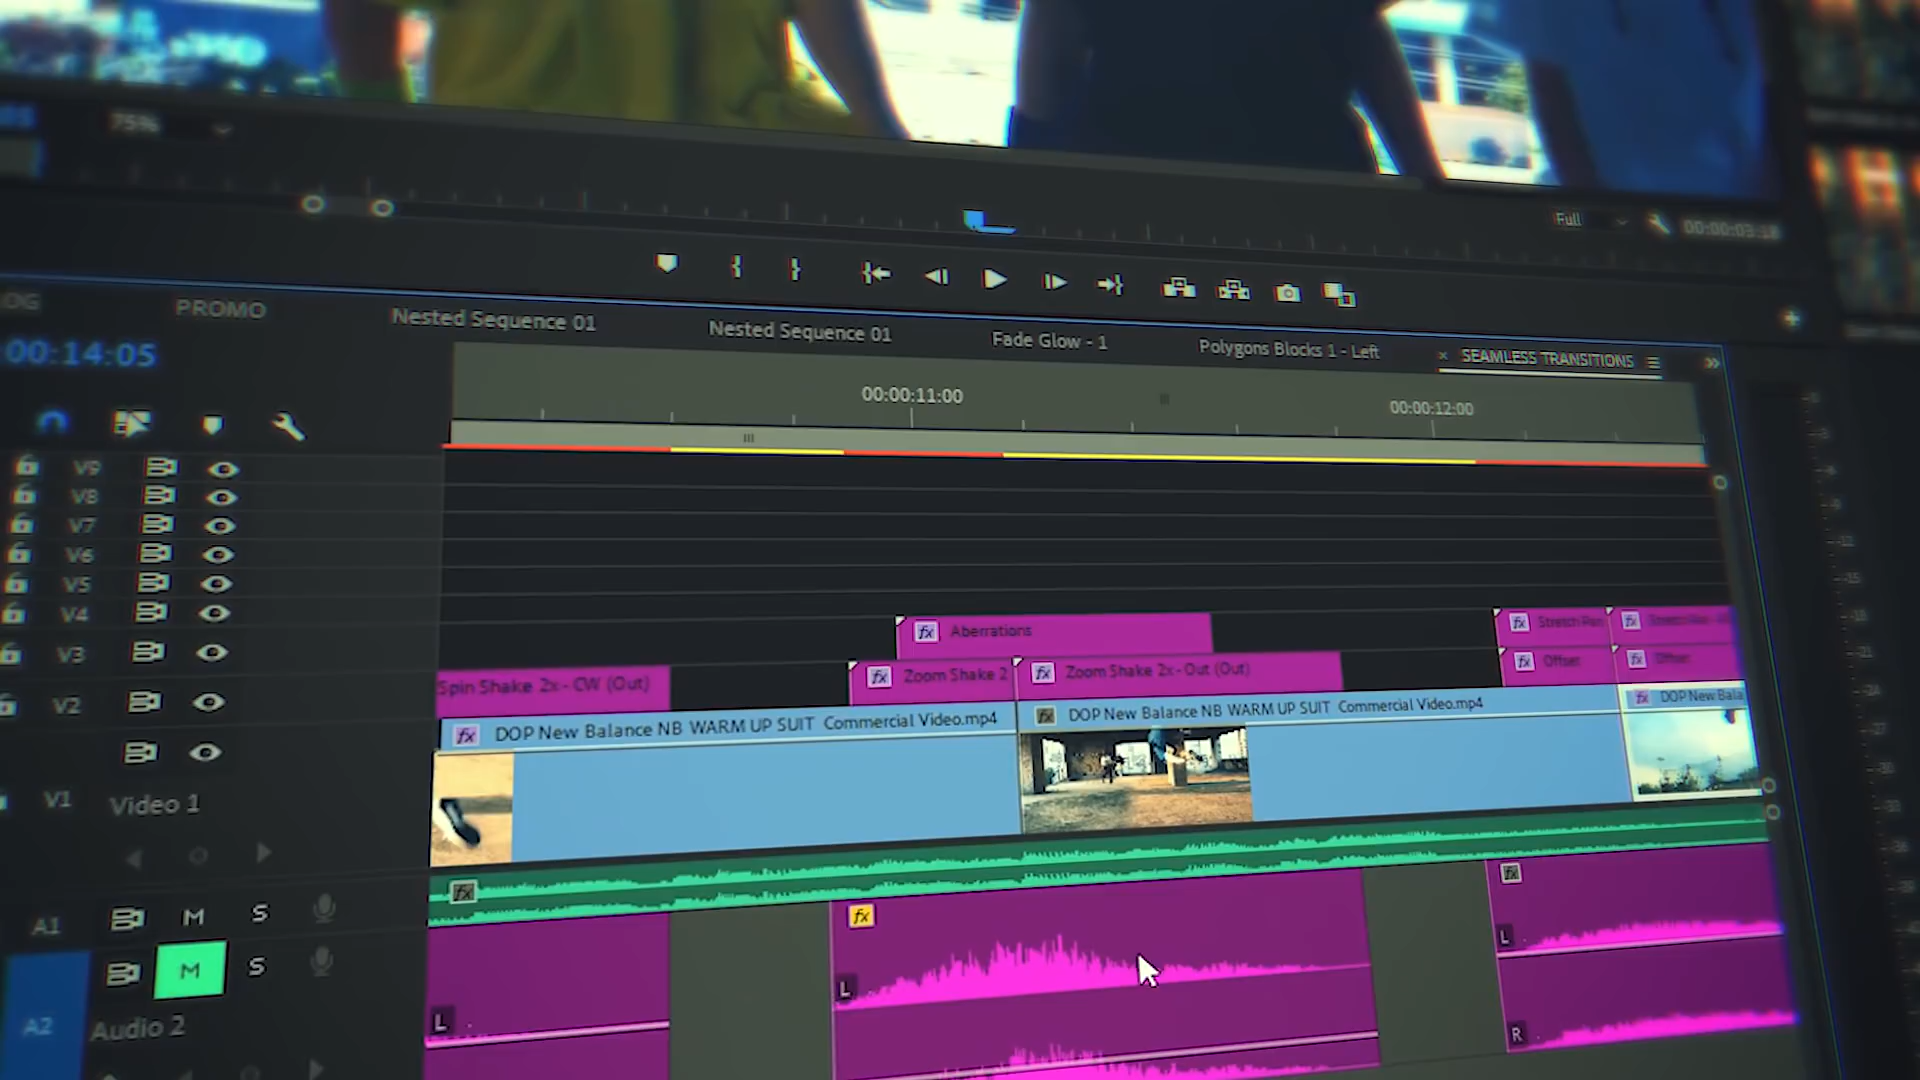 75%
Full
00:00:03:18
OG
PROMO
Nested Sequence 01
Nested Sequence 01
Fade Glow - 1
Polygons Blocks 1 - Left
× SEAMLESS TRANSITIONS
00:14:05
00:00:11:00
00:00:12:00
V9
V8
V7
V6
V5
V4
V3
V2
fx Aberrations
fx Stretch Pan
fx
Spin Shake 2x - CW (Out)
fx Zoom Shake 2
fx Zoom Shake 2x - Out (Out)
fx Offset
fx Offset
fx DOP New Balance NB WARM UP SUIT Commercial Video.mp4
fx DOP New Balance NB WARM UP SUIT Commercial Video.mp4
fx DOP New Bala
V1 Video 1
fx
A1 M S
fx
fx
L
L
L
M S
A2 Audio 2
R